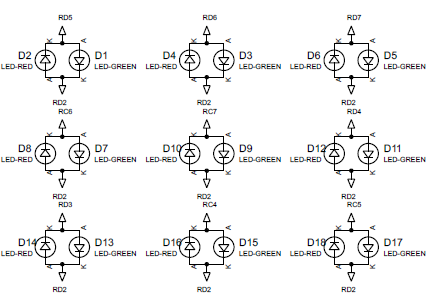 RD5 RD6 RD7
K A K A K A
D2 D1 D4 D3 D6 D5
LED-RED LED-GREEN LED-RED LED-GREEN LED-RED LED-GREEN
A K A K A K
RD2 RD2 RD2
RC6 RC7 RD4
K A K A K A
D8 D7 D10 D9 D12 D11
LED-RED LED-GREEN LED-RED LED-GREEN LED-RED LED-GREEN
A K A K A K
RD2 RD2 RD2
RD3 RC4 RC5
K A K A K A
D14 D13 D16 D15 D18 D17
LED-RED LED-GREEN LED-RED LED-GREEN LED-RED LED-GREEN
A K A K A K
RD2 RD2 RD2